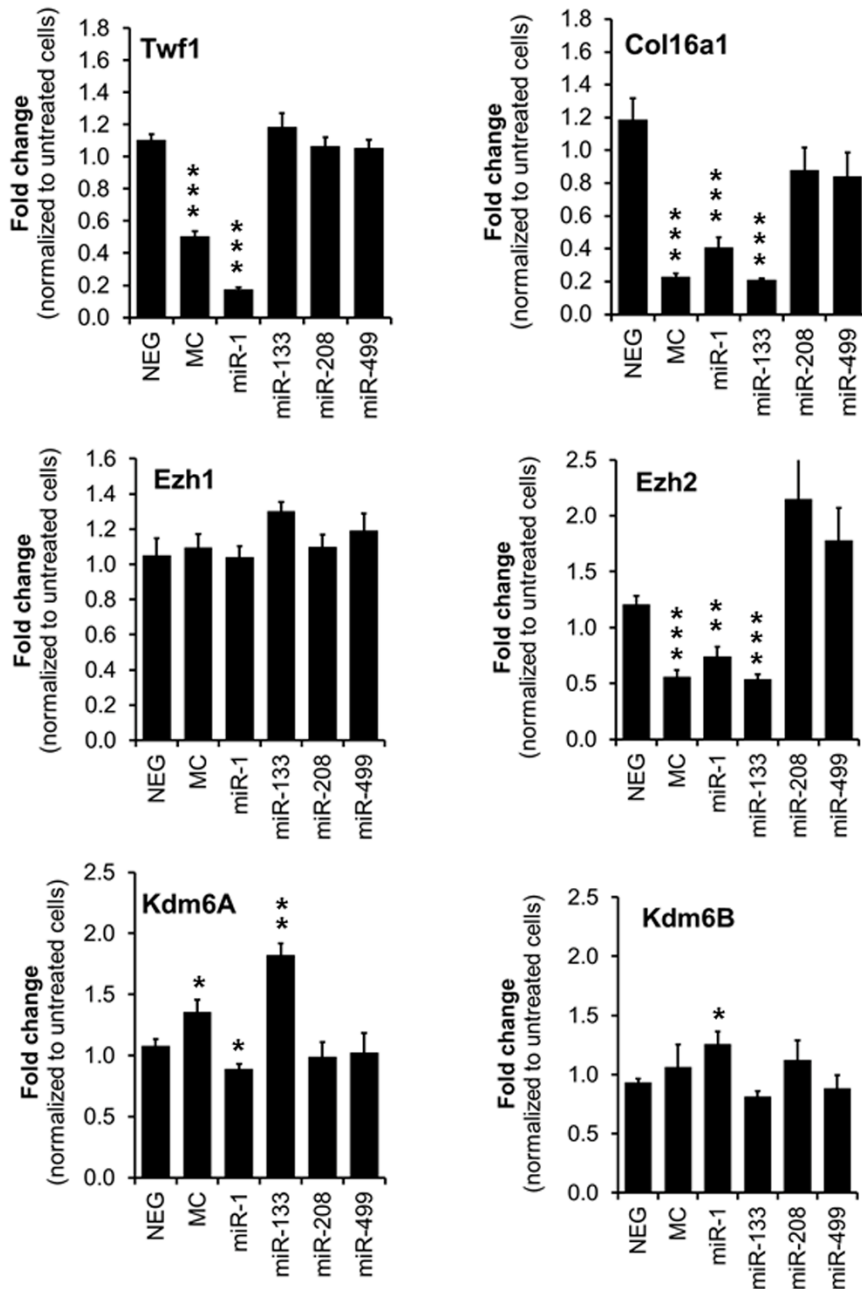 Twf1
Fold change
(normalized to untreated cells)
1.8
1.6
1.4
1.2
1.0
0.8
0.6
0.4
0.2
0.0
***
***
NEG
MC
miR-1
miR-133
miR-208
miR-499
Col16a1
Fold change
(normalized to untreated cells)
1.8
1.6
1.4
1.2
1.0
0.8
0.6
0.4
0.2
0.0
***
***
***
NEG
MC
miR-1
miR-133
miR-208
miR-499
Ezh1
Fold change
(normalized to untreated cells)
1.6
1.4
1.2
1.0
0.8
0.6
0.4
0.2
0.0
NEG
MC
miR-1
miR-133
miR-208
miR-499
Ezh2
Fold change
(normalized to untreated cells)
2.5
2.0
1.5
1.0
0.5
0.0
***
**
***
NEG
MC
miR-1
miR-133
miR-208
miR-499
Kdm6A
Fold change
(normalized to untreated cells)
2.5
2.0
1.5
1.0
0.5
0.0
*
*
**
NEG
MC
miR-1
miR-133
miR-208
miR-499
Kdm6B
Fold change
(normalized to untreated cells)
2.5
2.0
1.5
1.0
0.5
0.0
*
NEG
MC
miR-1
miR-133
miR-208
miR-499